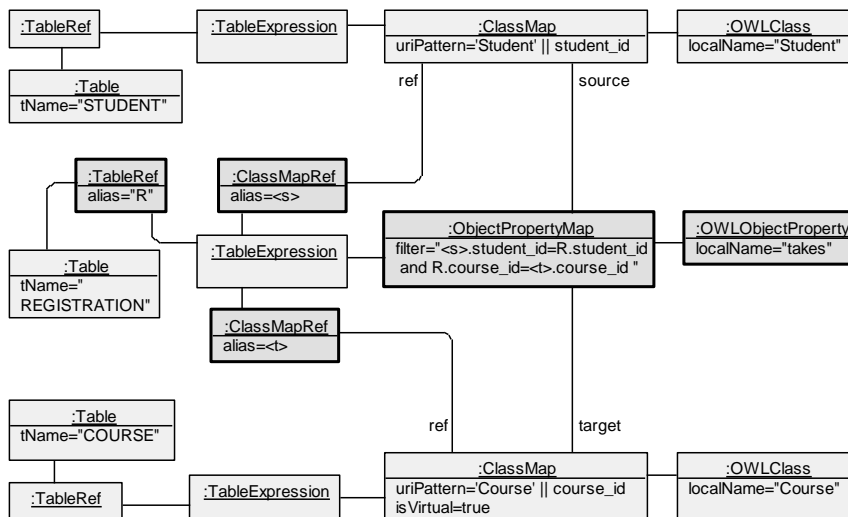 :TableRef
:TableExpression
:ClassMap
uriPattern='Student' || student_id
:OWLClass
localName="Student"
:Table
tName="STUDENT"
ref
source
:TableRef
alias="R"
:ClassMapRef
alias=<s>
:TableExpression
:ObjectPropertyMap
filter="<s>.student_id=R.student_id
and R.course_id=<t>.course_id "
:OWLObjectProperty
localName="takes"
:Table
tName="
REGISTRATION"
:ClassMapRef
alias=<t>
:Table
tName="COURSE"
ref
target
:TableRef
:TableExpression
:ClassMap
uriPattern='Course' || course_id
isVirtual=true
:OWLClass
localName="Course"